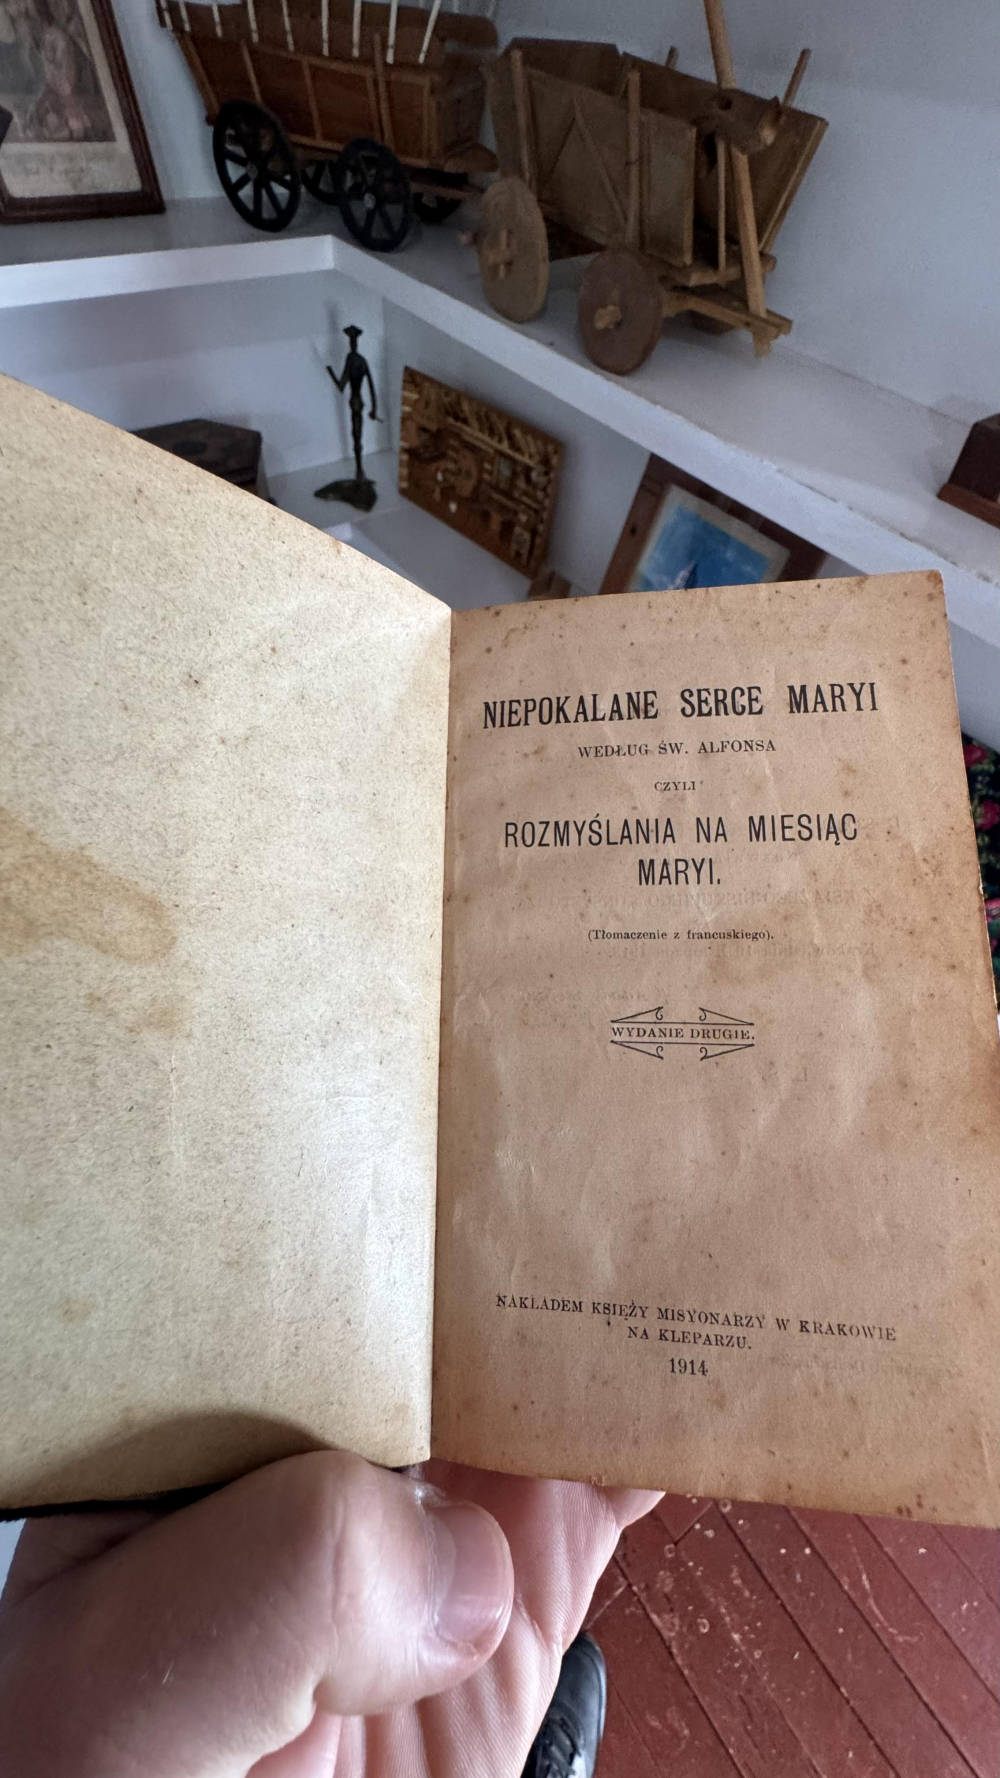 NIEPOKALANE SERCE MARYI
WEDŁUG ŚW. ALFONSA
CZYLI
ROZMYŚLANIA NA MIESIĄC
MARYI.
(Tłomaczenie z francuskiego).
WYDANIE DRUGIE.
NAKŁADEM KSIĘŻY MISYONARZY W KRAKOWIE
NA KLEPARZU.
1914